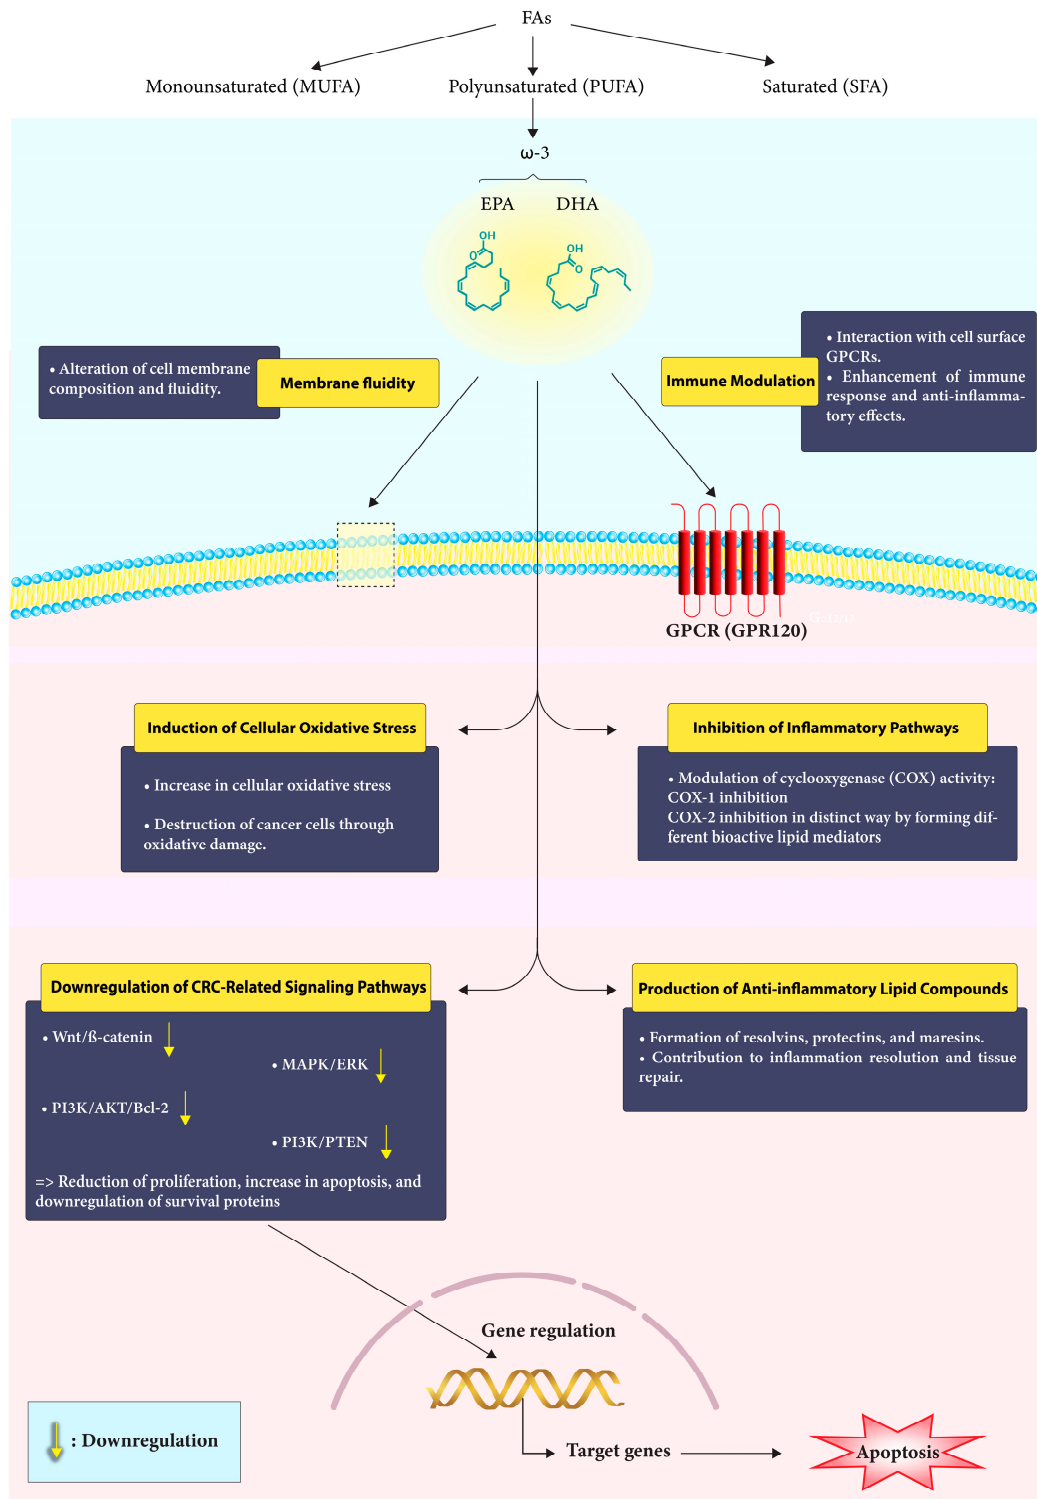 FAs
Monounsaturated (MUFA)
Polyunsaturated (PUFA)
Saturated (SFA)
ω-3
EPA
DHA
OH
O
OH
O
• Alteration of cell membrane
composition and fluidity.
Membrane fluidity
Immune Modulation
• Interaction with cell surface
GPCRs.
• Enhancement of immune
response and anti-inflamma-
tory effects.
Gα12/13
GPCR (GPR120)
Induction of Cellular Oxidative Stress
• Increase in cellular oxidative stress
• Destruction of cancer cells through
oxidative damage.
Inhibition of Inflammatory Pathways
• Modulation of cyclooxygenase (COX) activity:
COX-1 inhibition
COX-2 inhibition in distinct way by forming dif-
ferent bioactive lipid mediators
Downregulation of CRC-Related Signaling Pathways
• Wnt/ß-catenin
• MAPK/ERK
• PI3K/AKT/Bcl-2
• PI3K/PTEN
=> Reduction of proliferation, increase in apoptosis, and
downregulation of survival proteins
Production of Anti-inflammatory Lipid Compounds
• Formation of resolvins, protectins, and maresins.
• Contribution to inflammation resolution and tissue
repair.
Gene regulation
Target genes
Apoptosis
: Downregulation